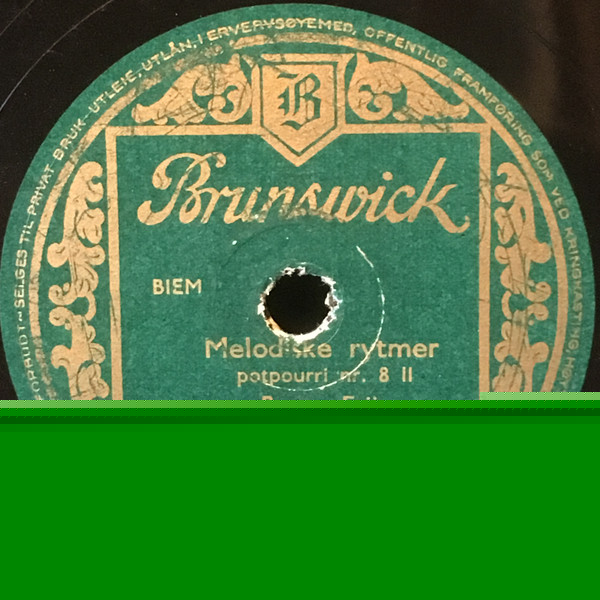 FORBUDT~SELGES TIL PRIVAT BRUK-UTLEIE, UTLÅN, I ERVERVSØYEMED, OFFENTLIG FRAMFØRING SOM VED KRINGKASTING
B
Brunswick
BIEM
Melodiske rytmer
potpourri nr. 8 II